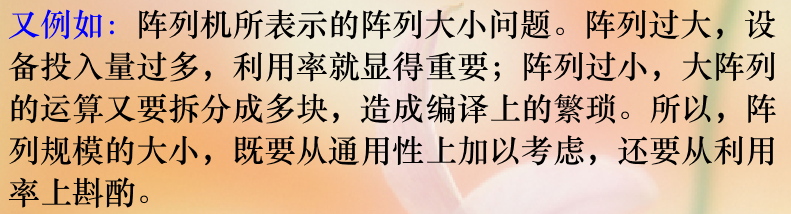 又例如：阵列机所表示的阵列大小问题。阵列过大，设
备投入量过多，利用率就显得重要；阵列过小，大阵列
的运算又要拆分成多块，造成编译上的繁琐。所以，阵
列规模的大小，既要从通用性上加以考虑，还要从利用
率上斟酌。